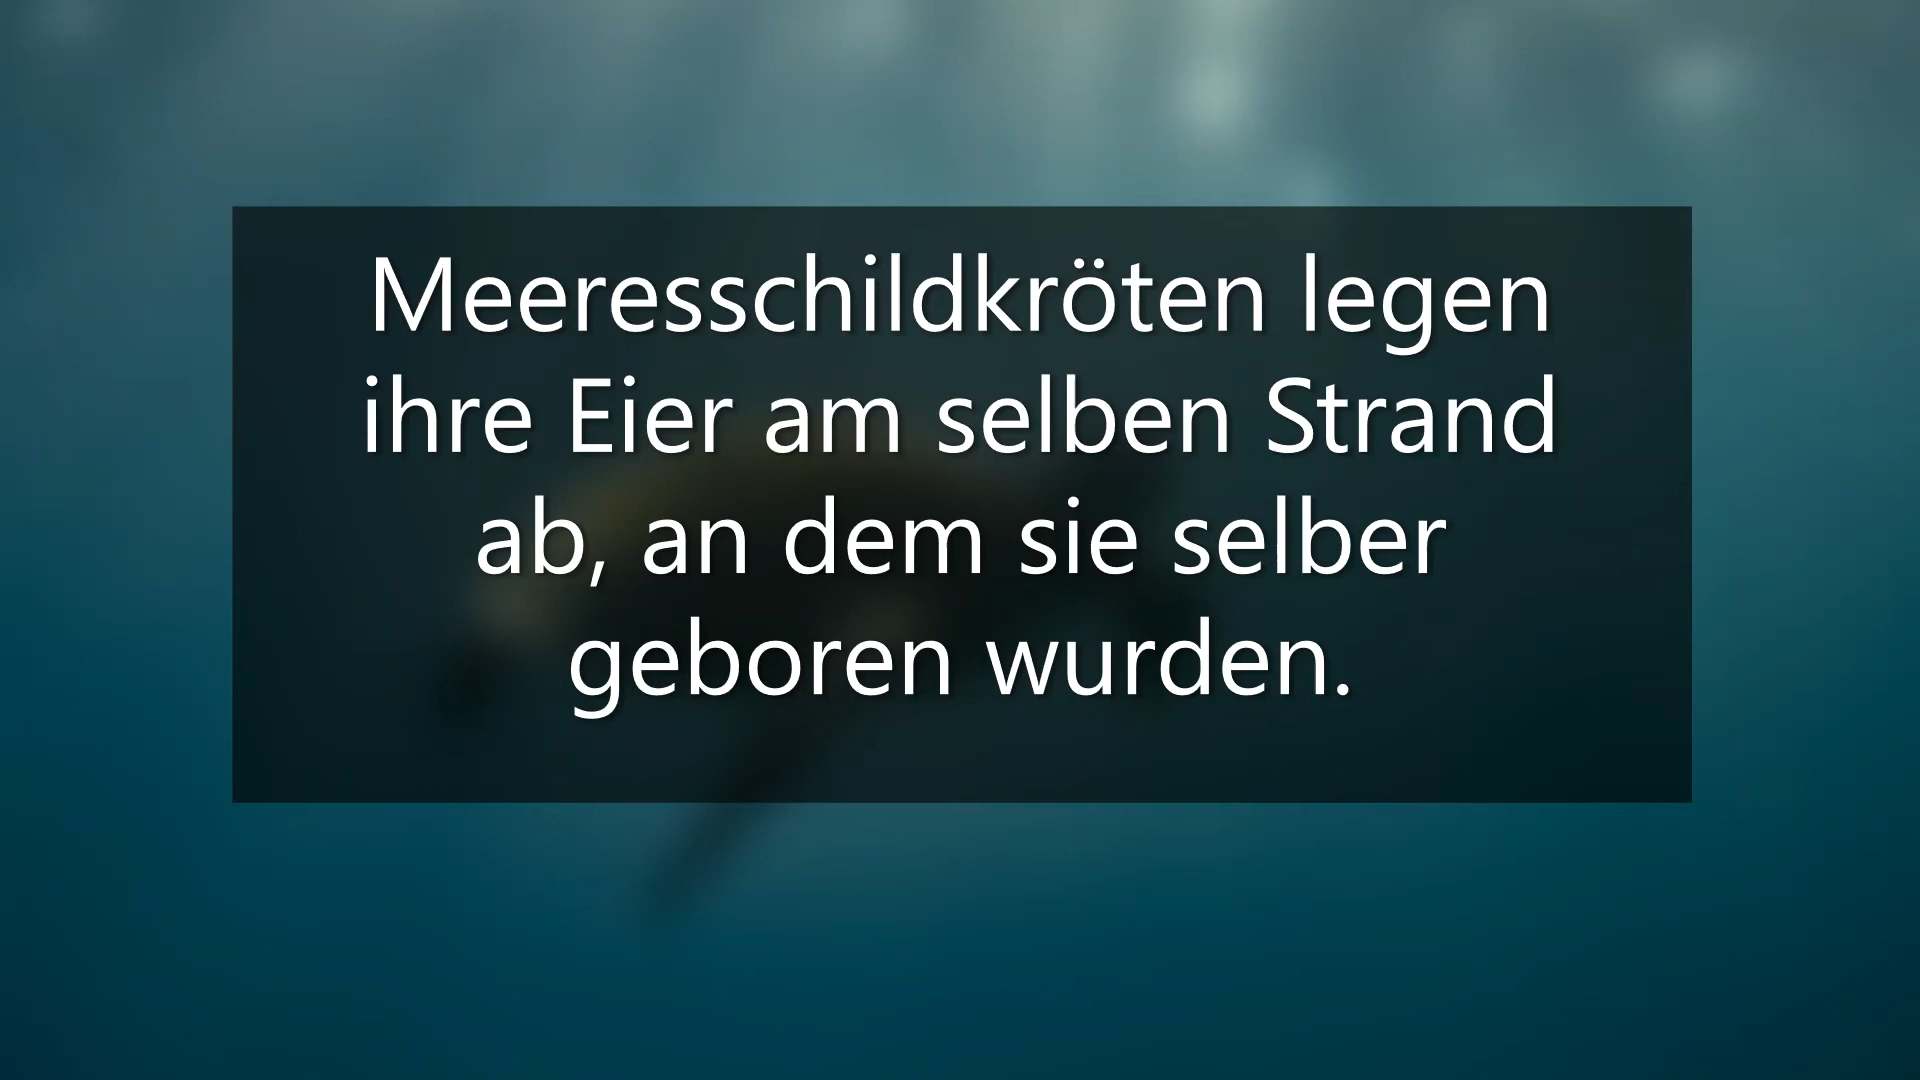 Meeresschildkröten legen
ihre Eier am selben Strand
ab, an dem sie selber
geboren wurden.